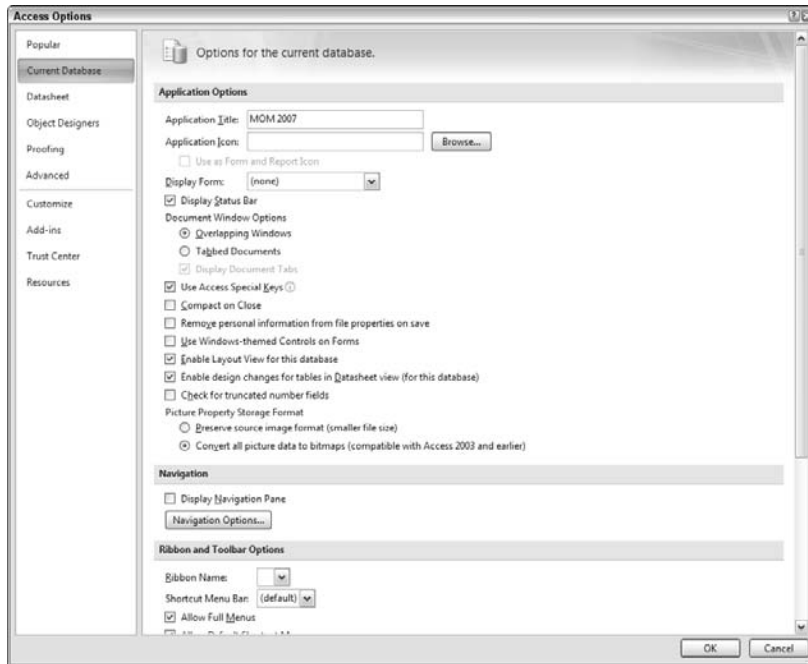 Access Options
Popular
Current Database
Datasheet
Object Designers
Proofing
Advanced
Customize
Add-ins
Trust Center
Resources
Options for the current database.
Application Options
Application Title: MOM 2007
Application Icon: Browse...
Use as Form and Report Icon
Display Form: (none)
Display Status Bar
Document Window Options
Overlapping Windows
Tabbed Documents
Display Document Tabs
Use Access Special Keys
Compact on Close
Remove personal information from file properties on save
Use Windows-themed Controls on Forms
Enable Layout View for this database
Enable design changes for tables in Datasheet view (for this database)
Check for truncated number fields
Picture Property Storage Format
Preserve source image format (smaller file size)
Convert all picture data to bitmaps (compatible with Access 2003 and earlier)
Navigation
Display Navigation Pane
Navigation Options...
Ribbon and Toolbar Options
Ribbon Name:
Shortcut Menu Bar: (default)
Allow Full Menus
OK Cancel